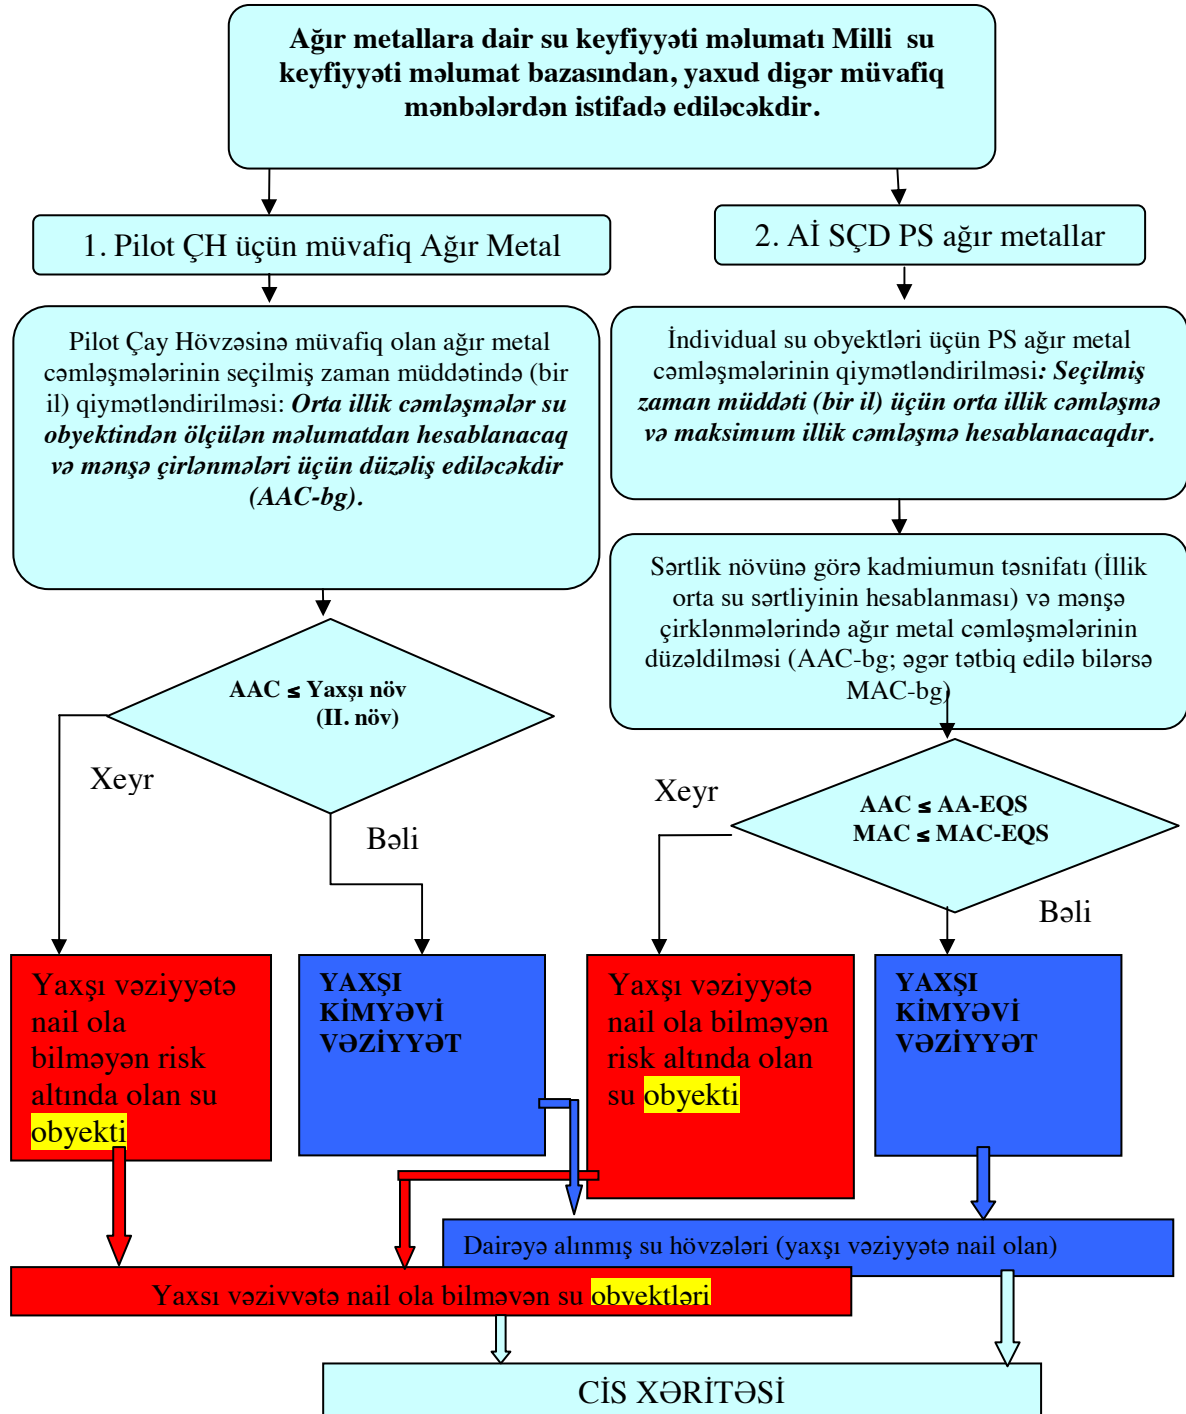 Ağır metallara dair su keyfiyyəti məlumatı Milli su
keyfiyyəti məlumat bazasından, yaxud digər müvafiq
mənbələrdən istifadə ediləcəkdir.
1. Pilot ÇH üçün müvafiq Ağır Metal
2. Aİ SÇD PS ağır metallar
Pilot Çay Hövzəsinə müvafiq olan ağır metal
cəmləşmələrinin seçilmiş zaman müddətində (bir
il) qiymətləndirilməsi: Orta illik cəmləşmələr su
obyektindən ölçülən məlumatdan hesablanacaq
və mənşə çirlənmələri üçün düzəliş ediləcəkdir
(AAC-bg).
İndividual su obyektləri üçün PS ağır metal
cəmləşmələrinin qiymətləndirilməsi: Seçilmiş
zaman müddəti (bir il) üçün orta illik cəmləşmə
və maksimum illik cəmləşmə hesablanacaqdır.
Sərtlik növünə görə kadmiumun təsnifatı (İllik
orta su sərtliyinin hesablanması) və mənşə
çirklənmələrində ağır metal cəmləşmələrinin
düzəldilməsi (AAC-bg; əgər tətbiq edilə bilərsə
MAC-bg)
AAC ≤ Yaxşı növ
(II. növ)
Xeyr
Bəli
AAC ≤ AA-EQS
MAC ≤ MAC-EQS
Xeyr
Bəli
Yaxşı vəziyyətə
nail ola
bilməyən risk
altında olan su
obyekti
YAXŞI
KİMYƏVİ
VƏZİYYƏT
Yaxşı vəziyyətə
nail ola bilməyən
risk altında olan
su obyekti
YAXŞI
KİMYƏVİ
VƏZİYYƏT
Dairəyə alınmış su hövzələri (yaxşı vəziyyətə nail olan)
Yaxşı vəziyyətə nail ola bilməyən su obyektləri
CİS XƏRİTƏSİ